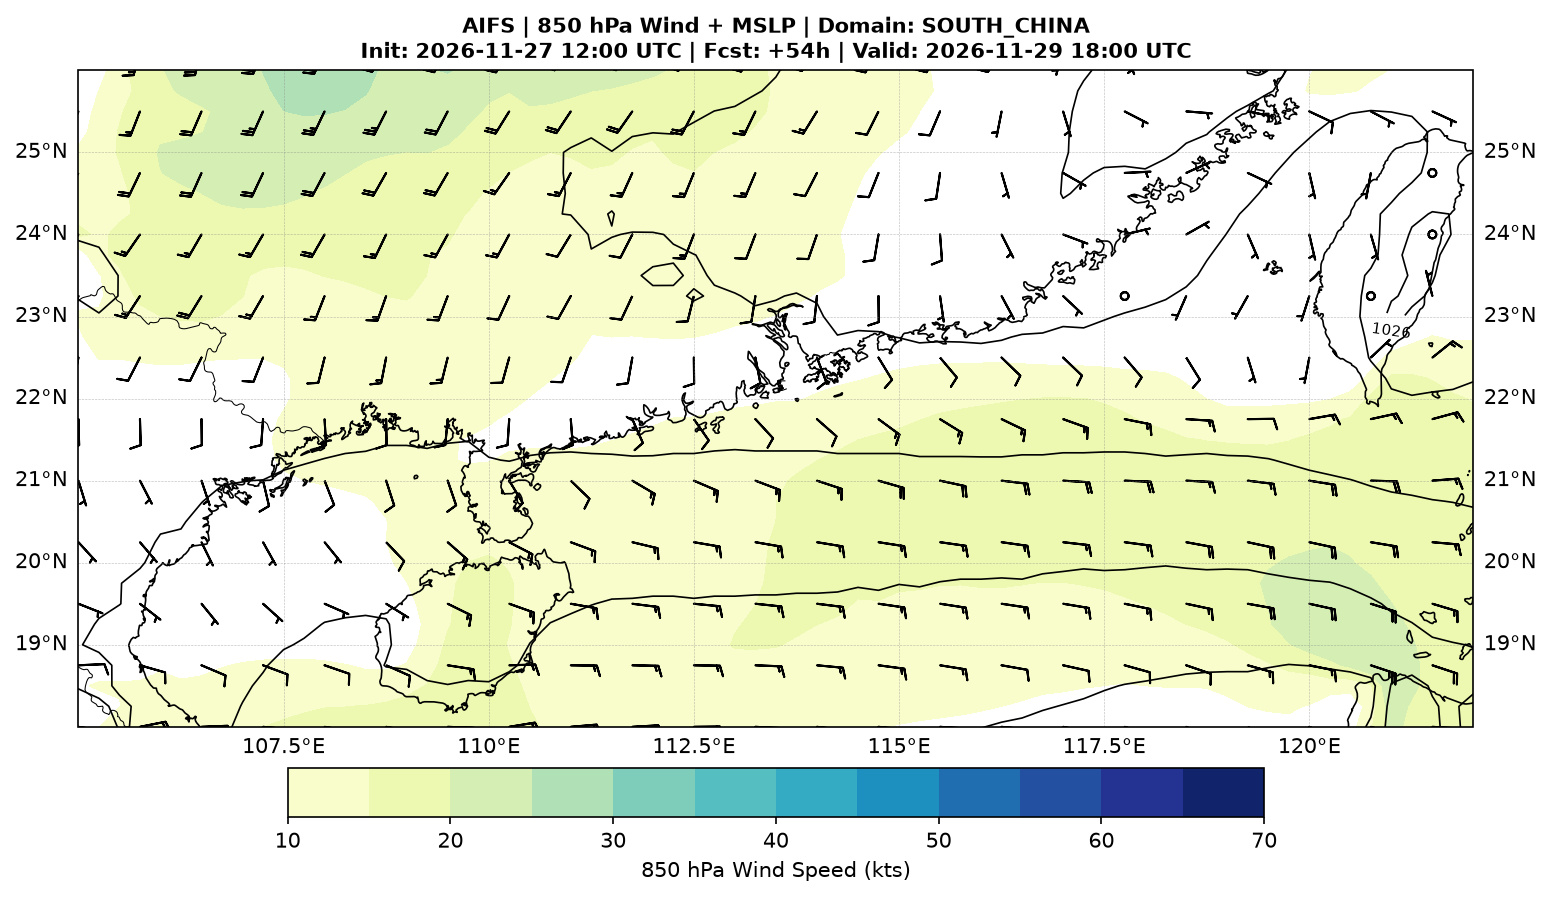 AIFS | 850 hPa Wind + MSLP | Domain: SOUTH_CHINA
Init: 2026-11-27 12:00 UTC | Fcst: +54h | Valid: 2026-11-29 18:00 UTC
25°N 25°N
24°N 24°N
23°N 23°N
1026
22°N 22°N
21°N 21°N
20°N 20°N
19°N 19°N
107.5°E 110°E 112.5°E 115°E 117.5°E 120°E
10 20 30 40 50 60 70
850 hPa Wind Speed (kts)